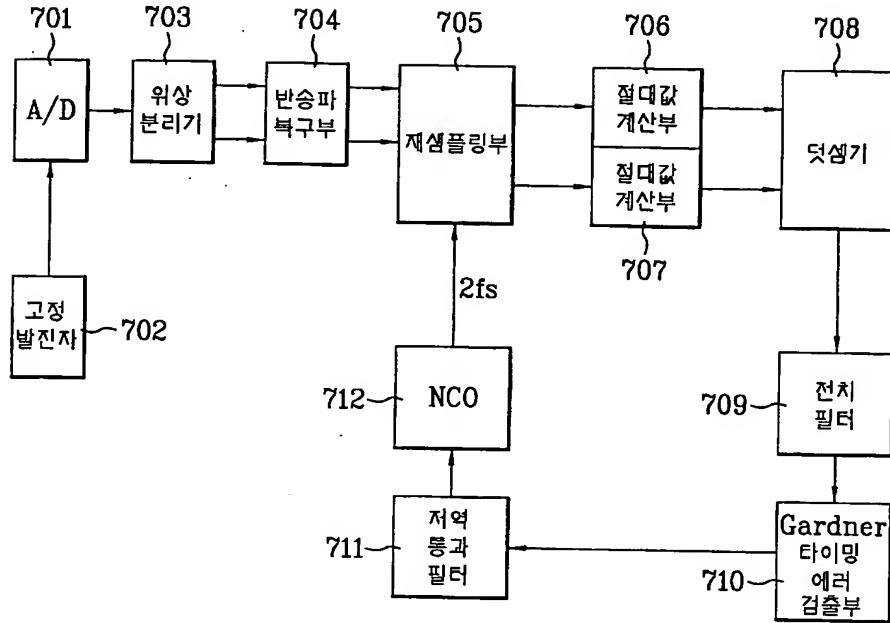 701
A/D
703
위상
분리기
704
반송파
복구부
705
재샘플링부
706
절대값
계산부
절대값
계산부
707
708
덧셈기
고정
발진자
702
2fs
712
NCO
709
전치
필터
711
저역
통과
필터
710
Gardner
타이밍
에러
검출부